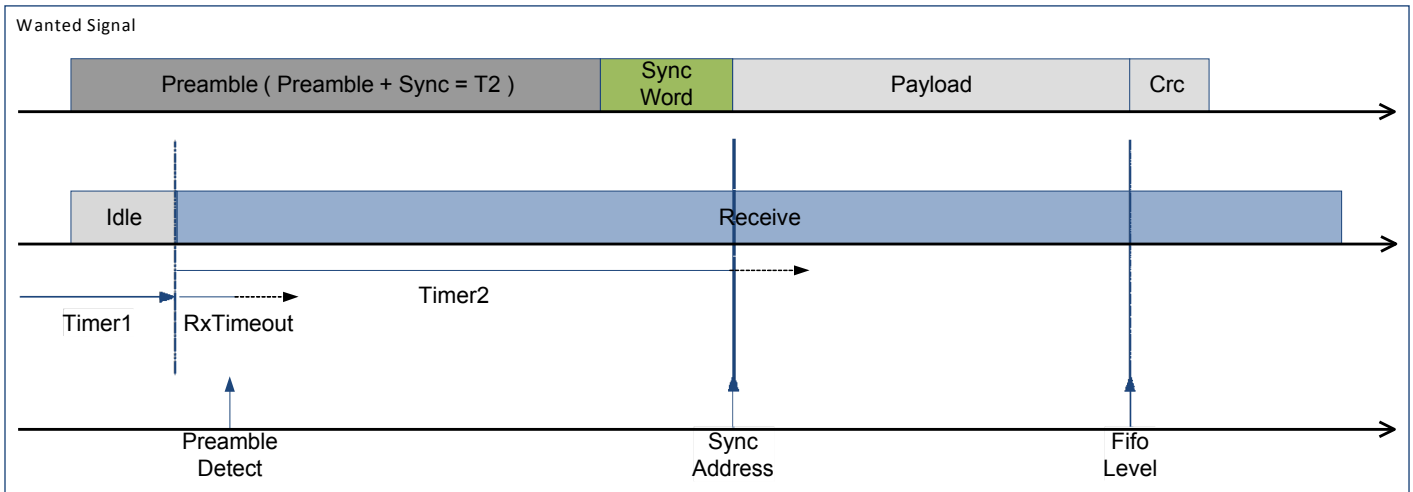 Wanted Signal
Preamble ( Preamble + Sync = T2 )
Sync
Word
Payload
Crc
Idle
Receive
Timer2
Timer1
RxTimeout
Preamble
Detect
Sync
Address
Fifo
Level